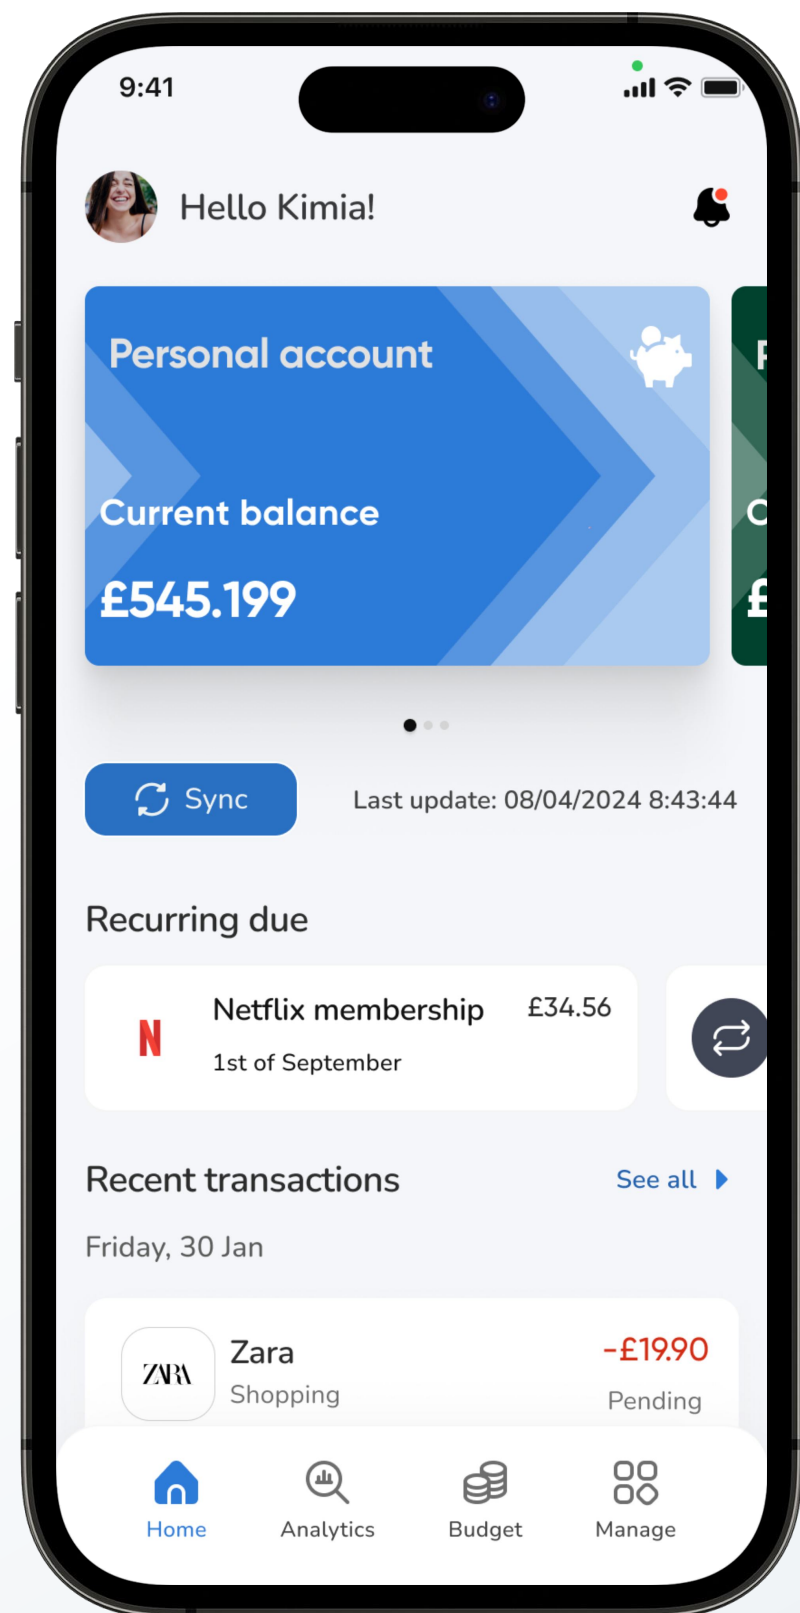 9:41
Hello Kimia!
Personal account
Current balance
£545.199
£
Sync
Last update: 08/04/2024 8:43:44
Recurring due
N
Netflix membership
£34.56
1st of September
Recent transactions
See all
Friday, 30 Jan
ZARA
Zara
-£19.90
Shopping
Pending
Home
Analytics
Budget
Manage